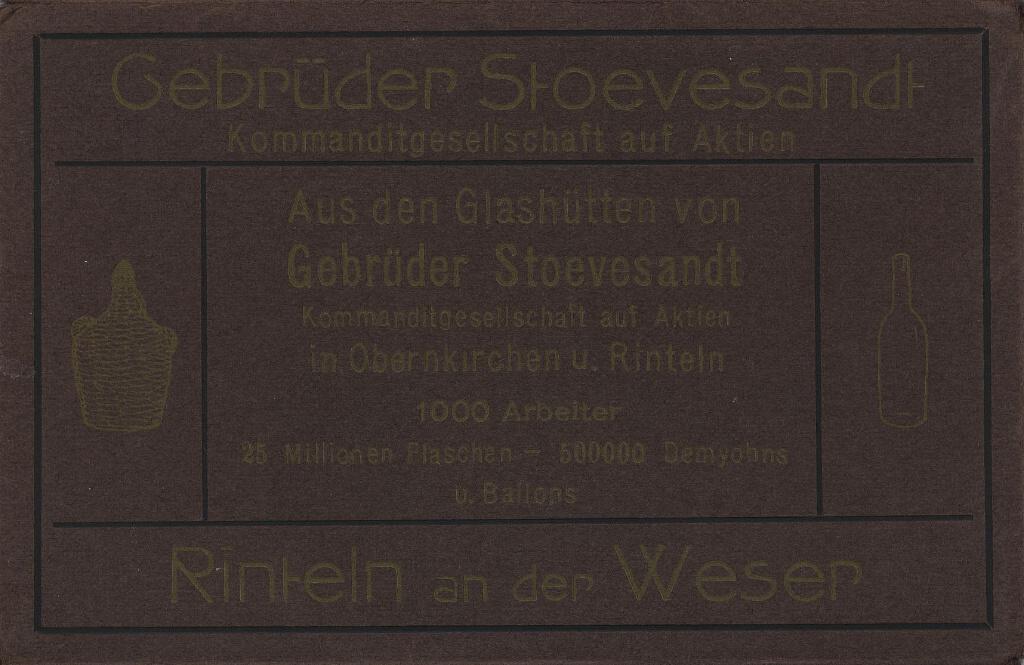 Gebrüder Stoevesandt
Kommanditgesellschaft auf Aktien
Aus den Glashütten von
Gebrüder Stoevesandt
Kommanditgesellschaft auf Aktien
in Obernkirchen u. Rinteln
1000 Arbeiter
25 Millionen Flaschen – 500000 Demyohns
u. Ballons
Rinteln an der Weser